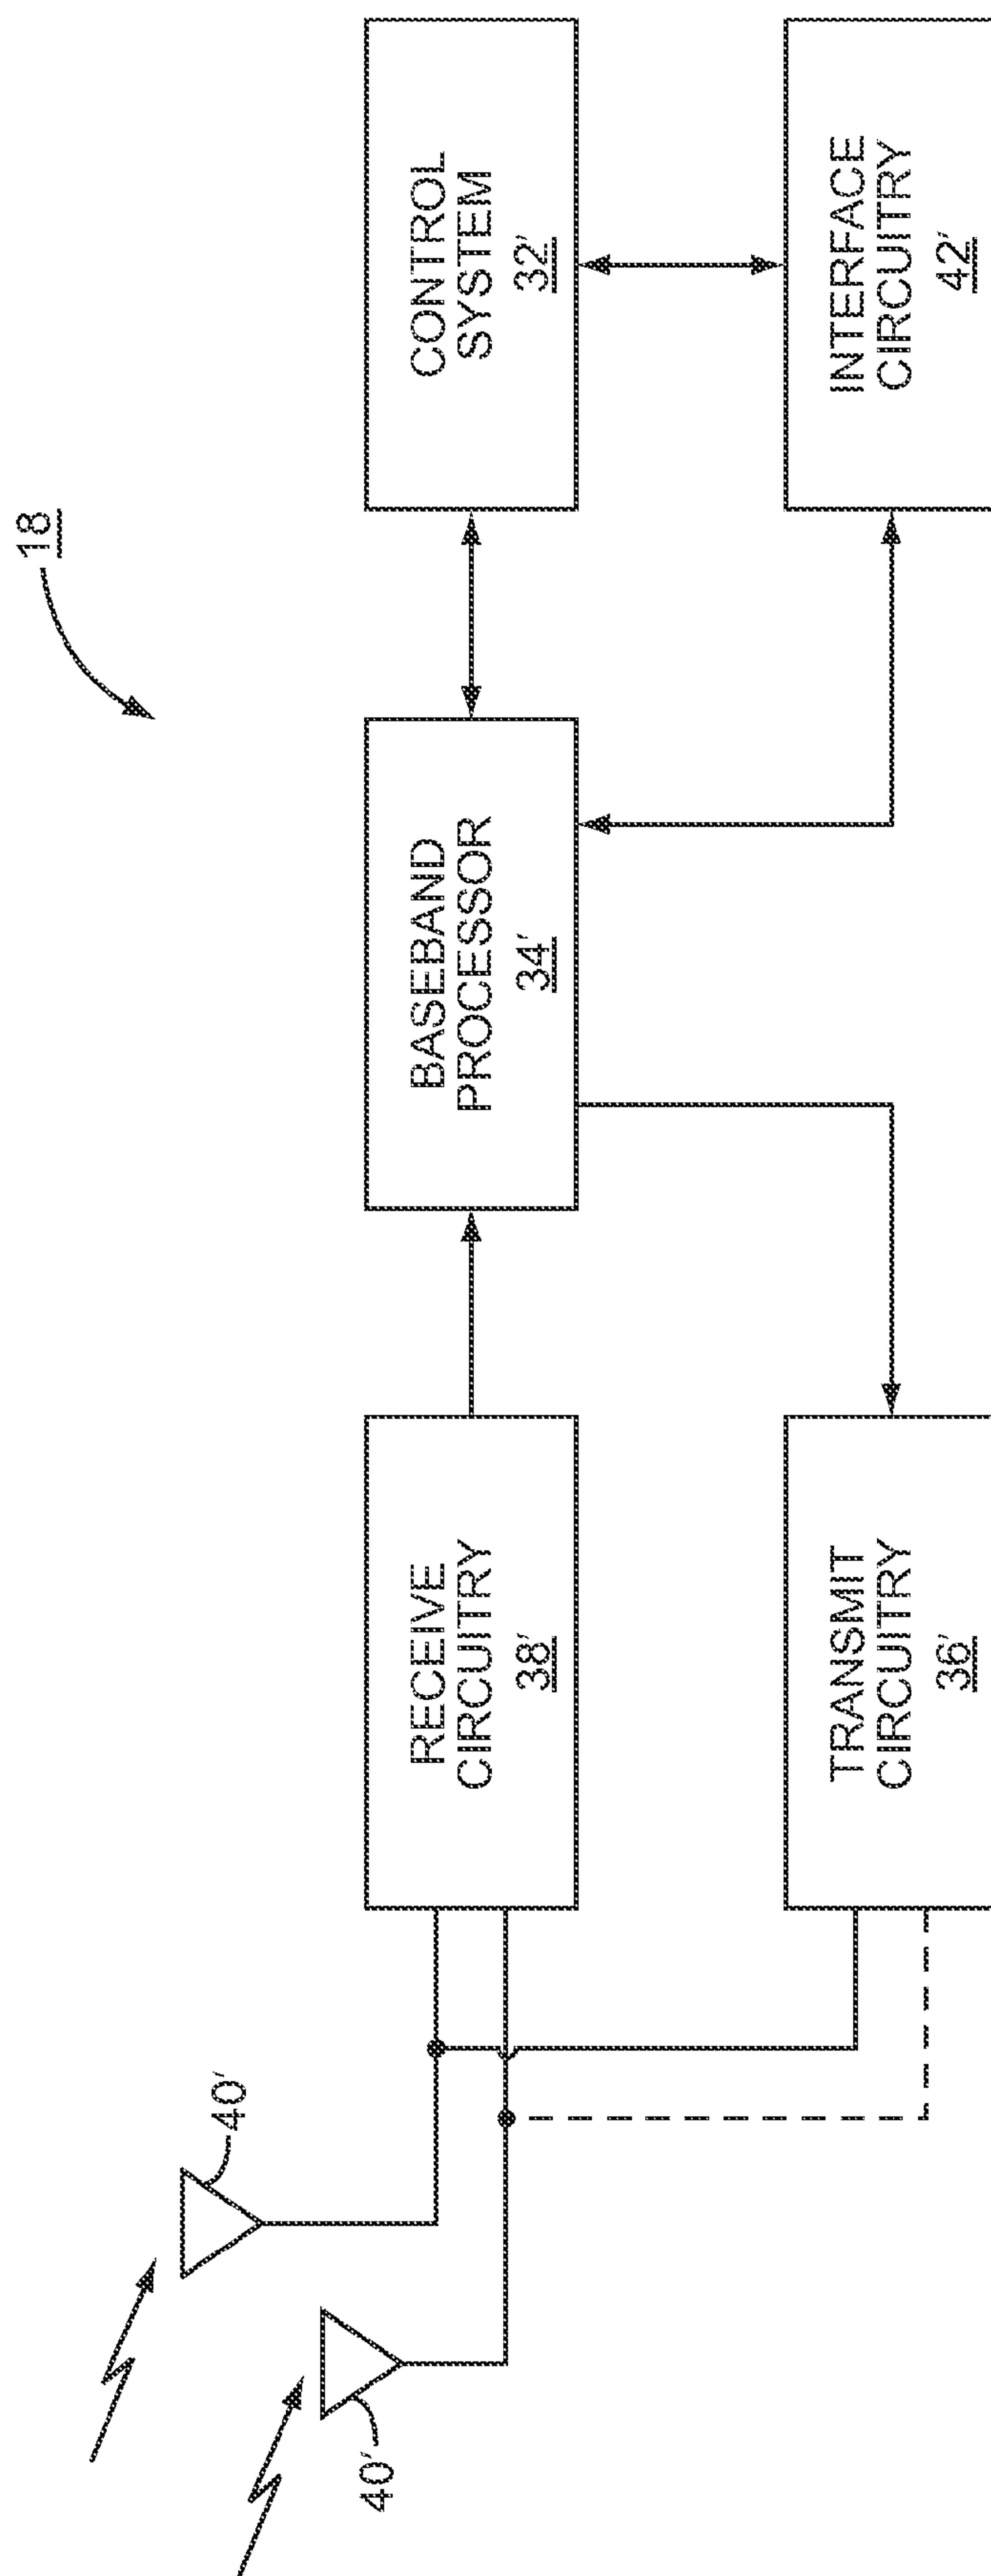 18
40′
40′
RECEIVE
CIRCUITRY
38′
BASEBAND
PROCESSOR
34′
CONTROL
SYSTEM
32′
TRANSMIT
CIRCUITRY
36′
INTERFACE
CIRCUITRY
42′